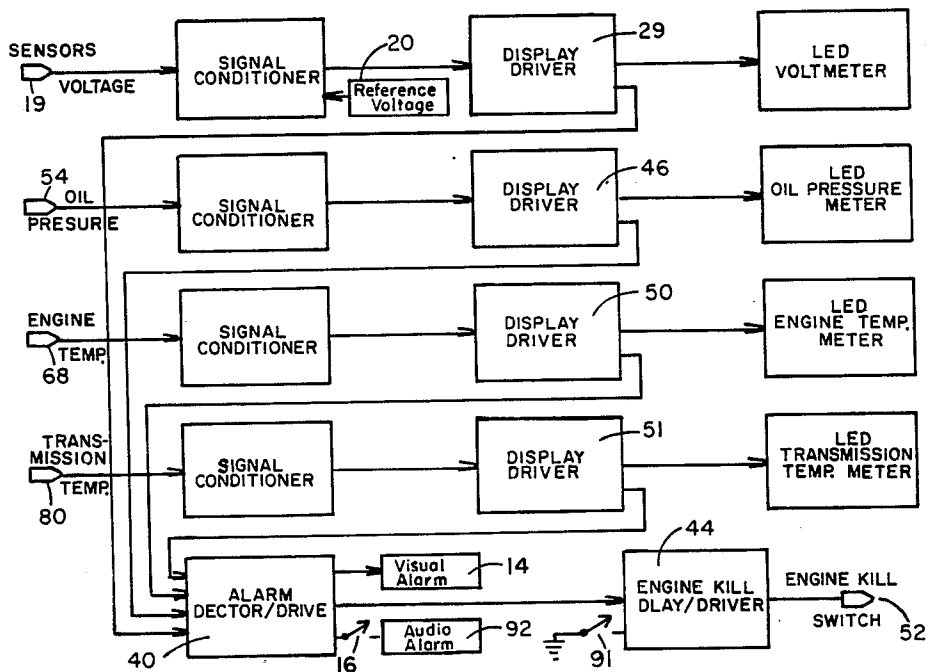 SENSORS
VOLTAGE
19
SIGNAL
CONDITIONER
20
Reference
Voltage
DISPLAY
DRIVER
29
LED
VOLTMETER
54
OIL
PRESURE
SIGNAL
CONDITIONER
DISPLAY
DRIVER
46
LED
OIL PRESSURE
METER
ENGINE
TEMP.
68
SIGNAL
CONDITIONER
DISPLAY
DRIVER
50
LED
ENGINE TEMP.
METER
TRANS-
MISSION
TEMP.
80
SIGNAL
CONDITIONER
DISPLAY
DRIVER
51
LED
TRANSMISSION
TEMP. METER
ALARM
DECTOR/DRIVE
40
Visual
Alarm
14
16
Audio
Alarm
92
44
ENGINE KILL
DLAY/DRIVER
91
ENGINE KILL
SWITCH
52